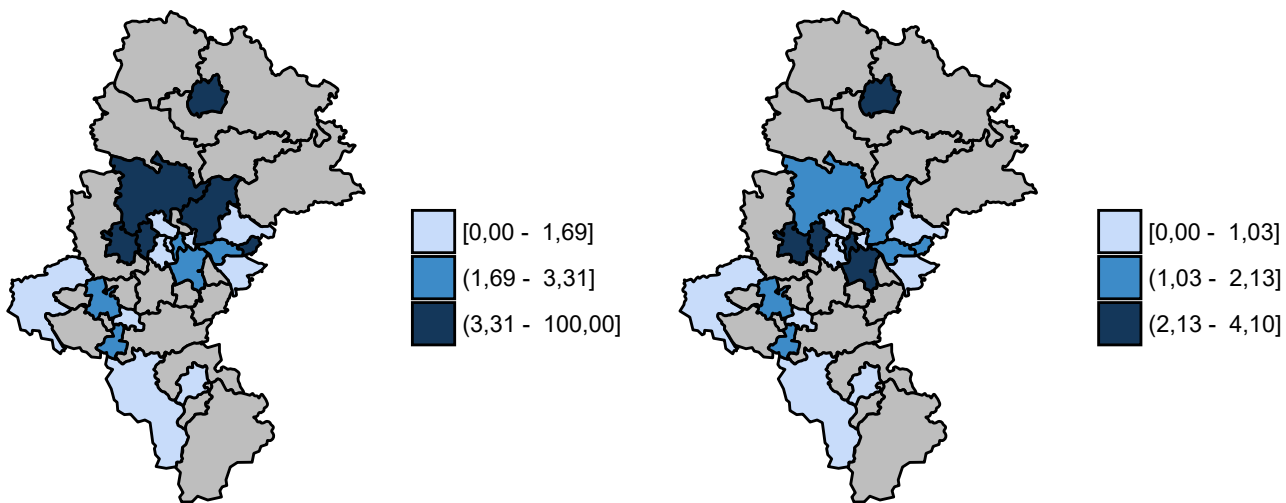 [0,00 - 1,69]
(1,69 - 3,31]
(3,31 - 100,00]
[0,00 - 1,03]
(1,03 - 2,13]
(2,13 - 4,10]